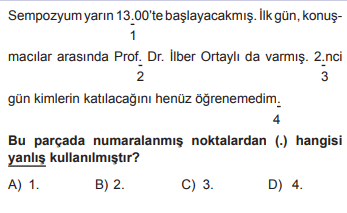 Sempozyum yarın 13.00'te başlayacakmış. İlk gün, konuş-
1
macılar arasında Prof. Dr. İlber Ortaylı da varmış. 2.nci
2 3
gün kimlerin katılacağını henüz öğrenemedim.
4
Bu parçada numaralanmış noktalardan (.) hangisi
yanlış kullanılmıştır?
A) 1. B) 2. C) 3. D) 4.